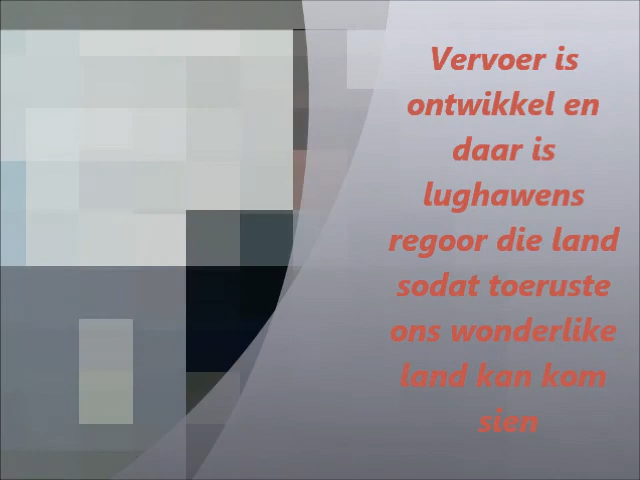 Vervoer is
ontwikkel en
daar is
lughawens
regoor die land
sodat toeruste
ons wonderlike
land kan kom
sien